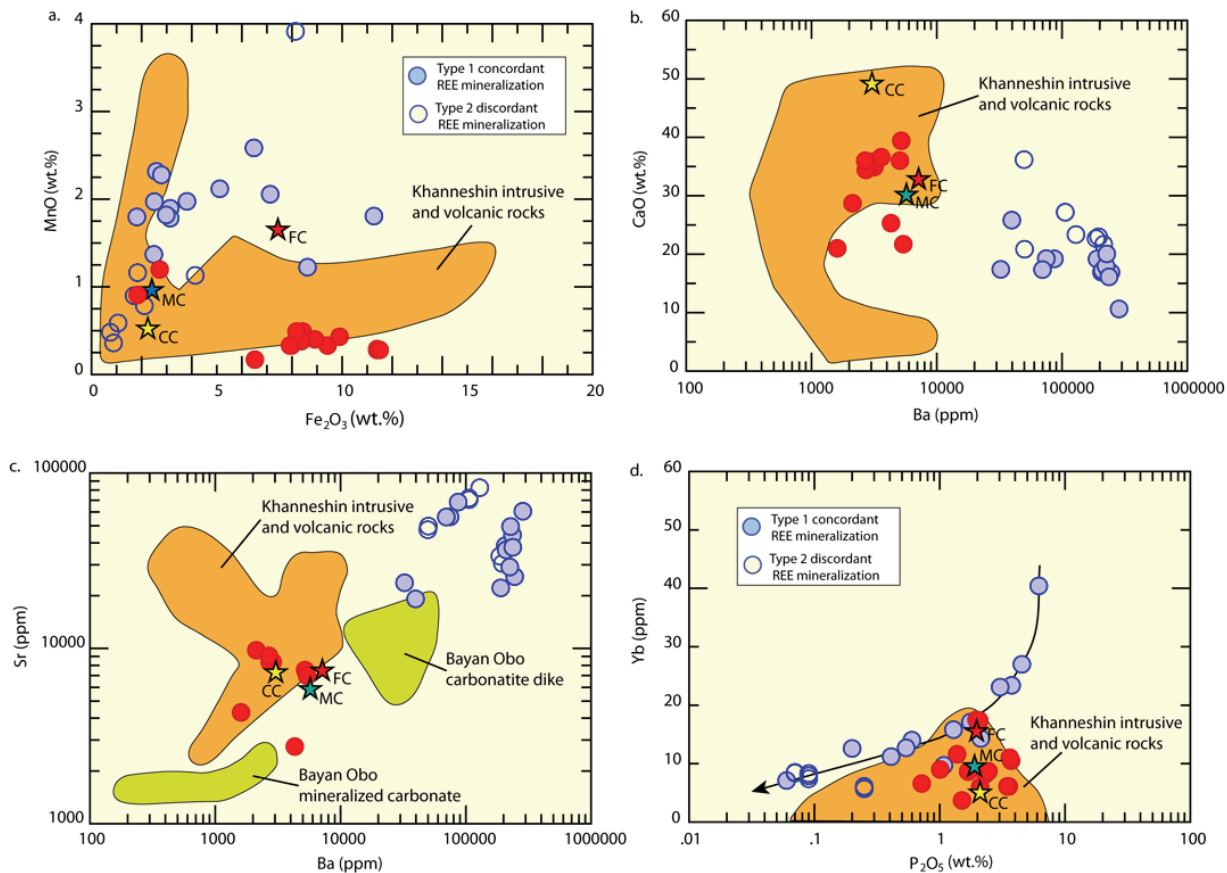 a.
MnO (wt.%)
4
3
2
1
0
0
5
10
15
20
Fe₂O₃ (wt.%)
Type 1 concordant
REE mineralization
Type 2 discordant
REE mineralization
Khanneshin intrusive
and volcanic rocks
FC
MC
CC
b.
CaO (wt.%)
60
50
40
30
20
10
0
100
1000
10000
100000
1000000
Ba (ppm)
Khanneshin intrusive
and volcanic rocks
CC
FC
MC
c.
Sr (ppm)
100000
10000
1000
100
1000
10000
100000
1000000
Ba (ppm)
Khanneshin intrusive
and volcanic rocks
CC
FC
MC
Bayan Obo
carbonatite dike
Bayan Obo
mineralized carbonate
d.
Yb (ppm)
60
50
40
30
20
10
0
.01
.1
1
10
100
P₂O₅ (wt.%)
Type 1 concordant
REE mineralization
Type 2 discordant
REE mineralization
Khanneshin intrusive
and volcanic rocks
FC
MC
CC